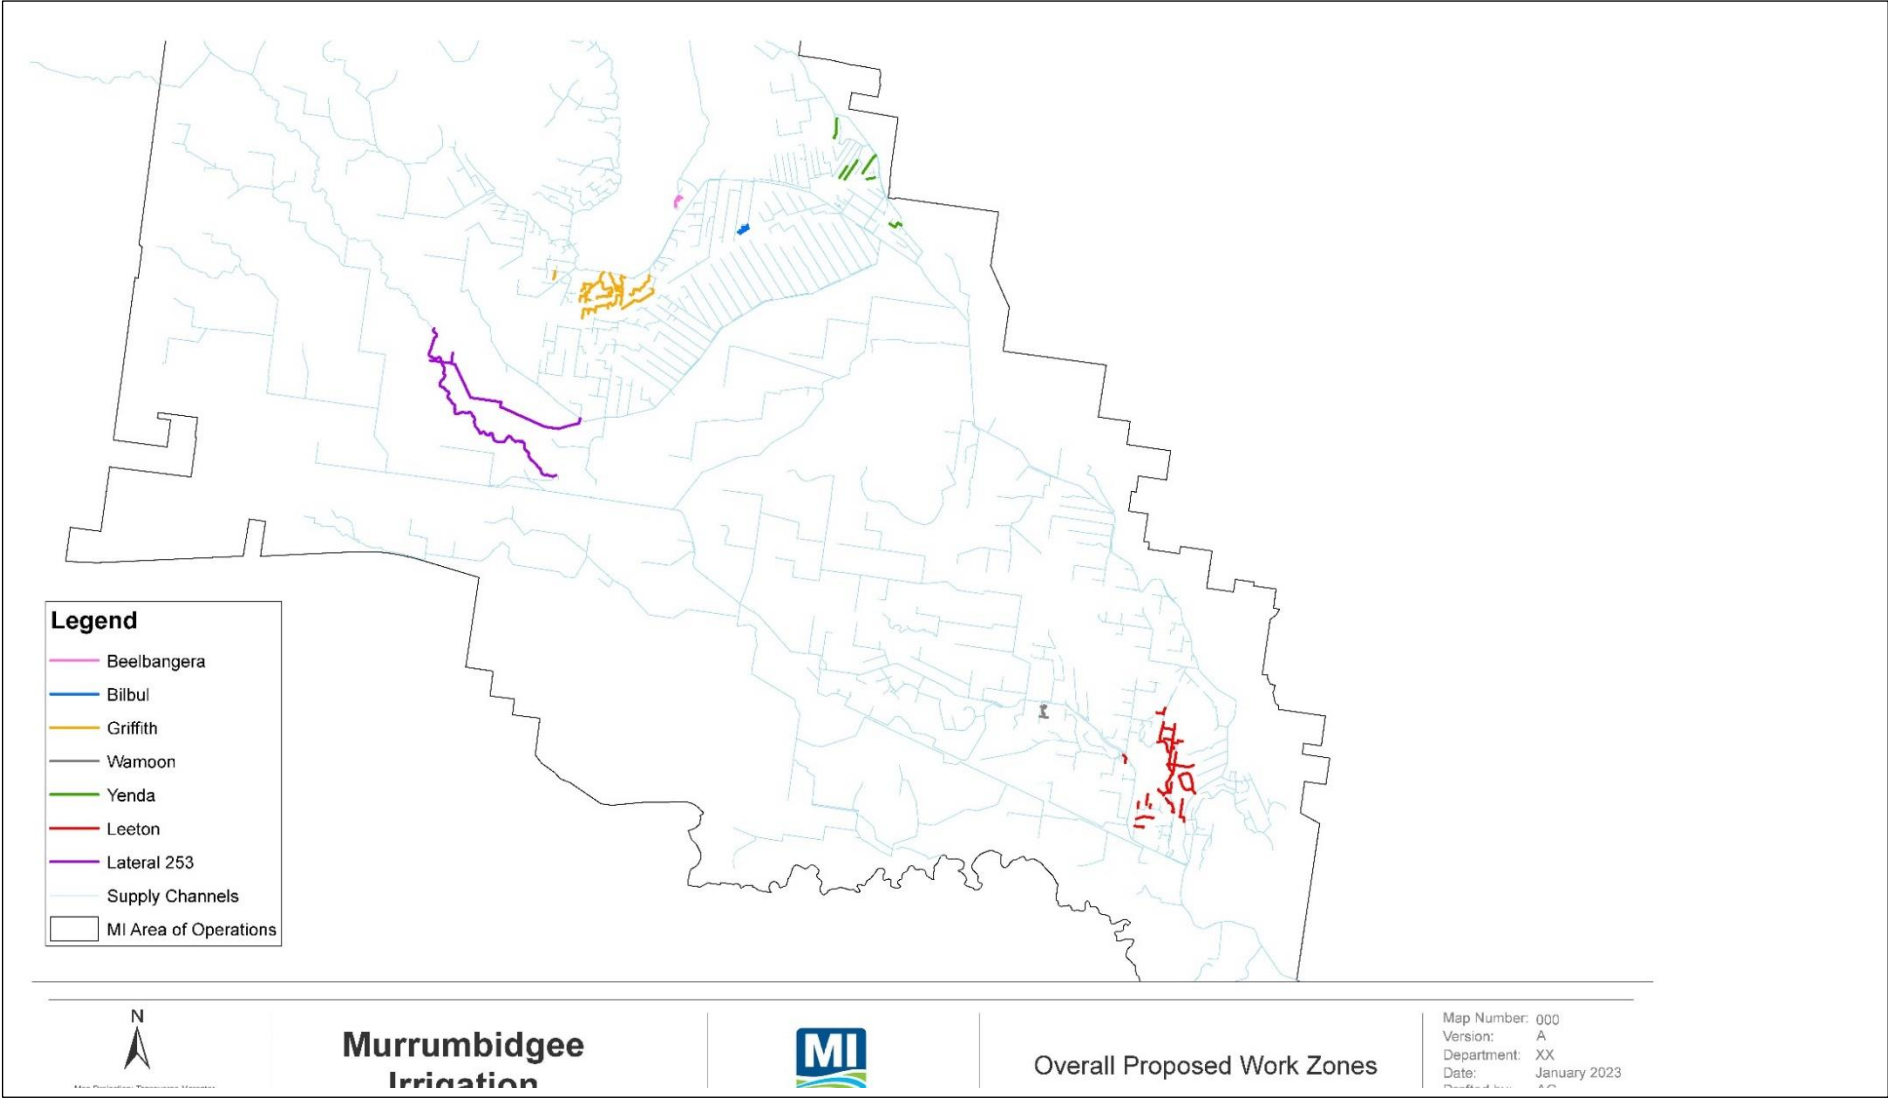 Legend
Beelbangera
Bilbul
Griffith
Wamoon
Yenda
Leeton
Lateral 253
Supply Channels
MI Area of Operations
N
Murrumbidgee
Irrigation
MI
Overall Proposed Work Zones
Map Number: 000
Version: A
Department: XX
Date: January 2023